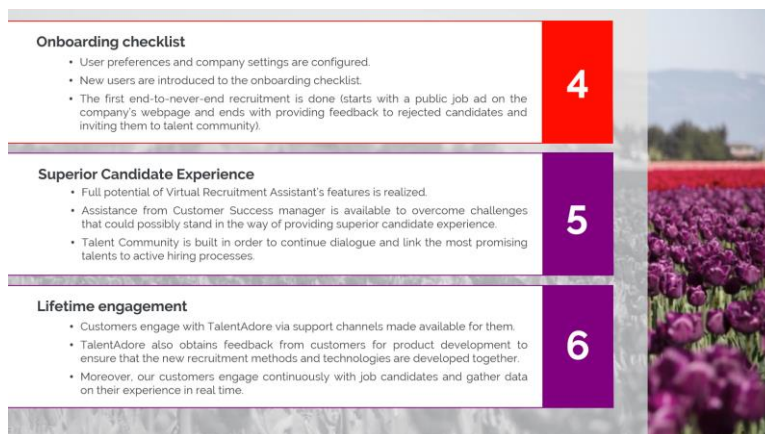 Onboarding checklist
• User preferences and company settings are configured.
• New users are introduced to the onboarding checklist.
• The first end-to-never-end recruitment is done (starts with a public job ad on the
company's webpage and ends with providing feedback to rejected candidates and
inviting them to talent community).
4
Superior Candidate Experience
• Full potential of Virtual Recruitment Assistant's features is realized.
• Assistance from Customer Success manager is available to overcome challenges
that could possibly stand in the way of providing superior candidate experience.
• Talent Community is built in order to continue dialogue and link the most promising
talents to active hiring processes.
5
Lifetime engagement
• Customers engage with TalentAdore via support channels made available for them.
• TalentAdore also obtains feedback from customers for product development to
ensure that the new recruitment methods and technologies are developed together.
• Moreover, our customers engage continuously with job candidates and gather data
on their experience in real time.
6